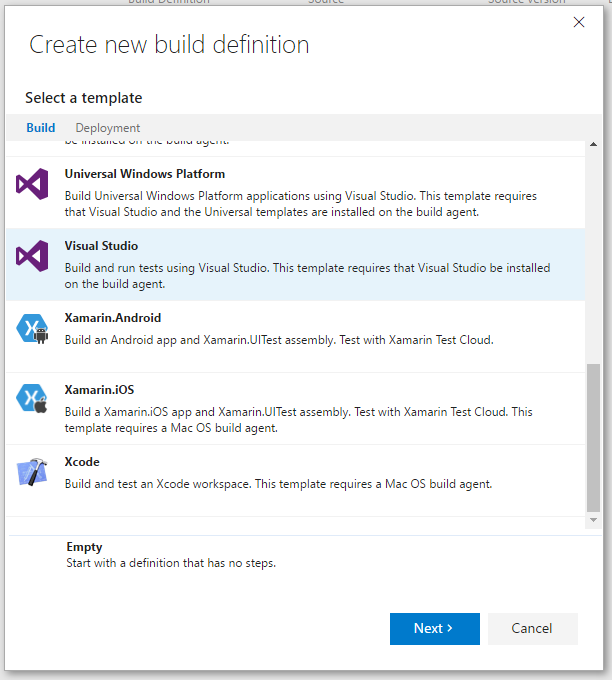 Build Definition Source Source Version
Create new build definition
Select a template
Build Deployment
be installed on the build agent.
Universal Windows Platform
Build Universal Windows Platform applications using Visual Studio. This template requires
that Visual Studio and the Universal templates are installed on the build agent.
Visual Studio
Build and run tests using Visual Studio. This template requires that Visual Studio be installed
on the build agent.
Xamarin.Android
Build an Android app and Xamarin.UITest assembly. Test with Xamarin Test Cloud.
Xamarin.iOS
Build a Xamarin.iOS app and Xamarin.UITest assembly. Test with Xamarin Test Cloud. This
template requires a Mac OS build agent.
Xcode
Build and test an Xcode workspace. This template requires a Mac OS build agent.
Empty
Start with a definition that has no steps.
Next > Cancel